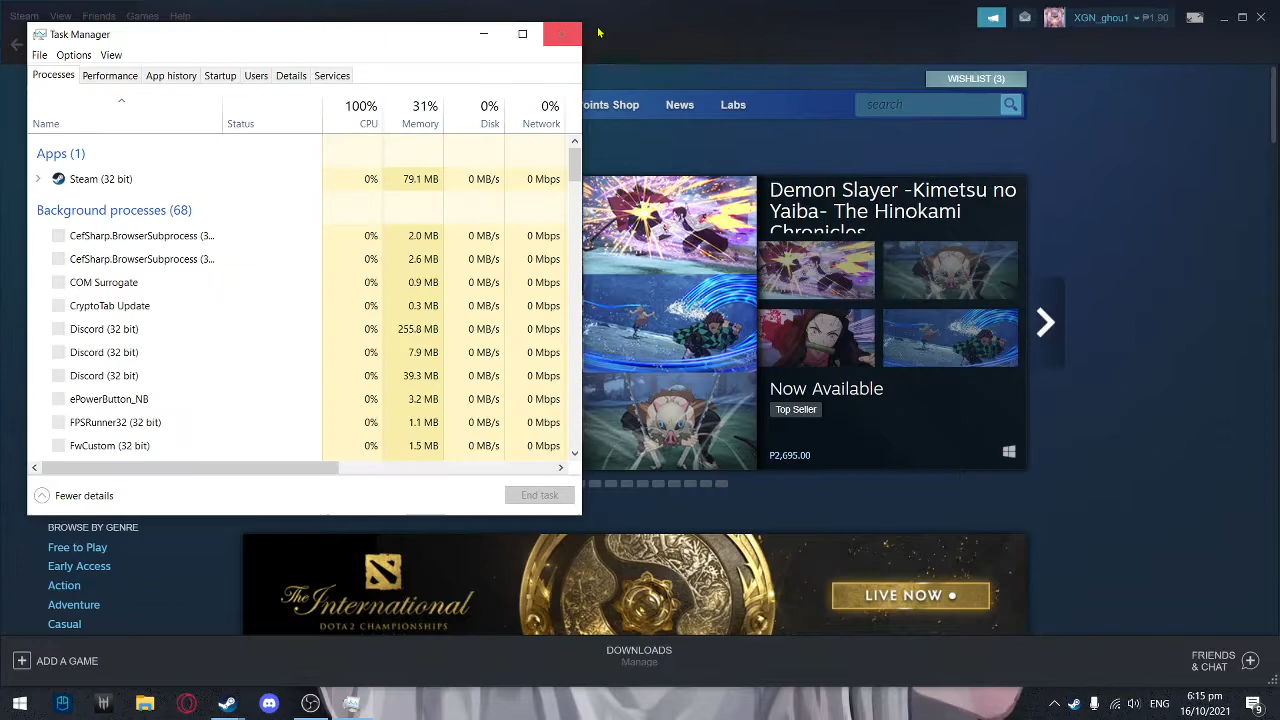 Steam View Friends Games Help
XGN_ghou1 ₱1.90
Task Manager
File Options View
Processes Performance App history Startup Users Details Services
100% 31% 0% 0%
Name Status CPU Memory Disk Network
Apps (1)
Steam (32 bit) 0% 79.1 MB 0 MB/s 0 Mbps
Background processes (68)
CefSharp.BrowserSubprocess (3... 0% 2.0 MB 0 MB/s 0 Mbps
CefSharp.BrowserSubprocess (3... 0% 2.6 MB 0 MB/s 0 Mbps
COM Surrogate 0% 0.9 MB 0 MB/s 0 Mbps
CryptoTab Update 0% 0.3 MB 0 MB/s 0 Mbps
Discord (32 bit) 0% 255.8 MB 0 MB/s 0 Mbps
Discord (32 bit) 0% 7.9 MB 0 MB/s 0 Mbps
Discord (32 bit) 0% 39.3 MB 0 MB/s 0 Mbps
ePowerButton_NB 0% 3.2 MB 0 MB/s 0 Mbps
FPSRunner32 (32 bit) 0% 1.1 MB 0 MB/s 0 Mbps
FwCustom (32 bit) 0% 1.5 MB 0 MB/s 0 Mbps
Fewer details End task
WISHLIST (3)
oints Shop News Labs search
Demon Slayer -Kimetsu no
Yaiba- The Hinokami
Chronicles
Now Available
Top Seller
P2,695.00
BROWSE BY GENRE
Free to Play
Early Access
Action
Adventure
Casual
The International
DOTA 2 CHAMPIONSHIPS
LIVE NOW
ADD A GAME
DOWNLOADS
Manage
FRIENDS
& CHAT
ENG
6:15 pm
16/10/2021